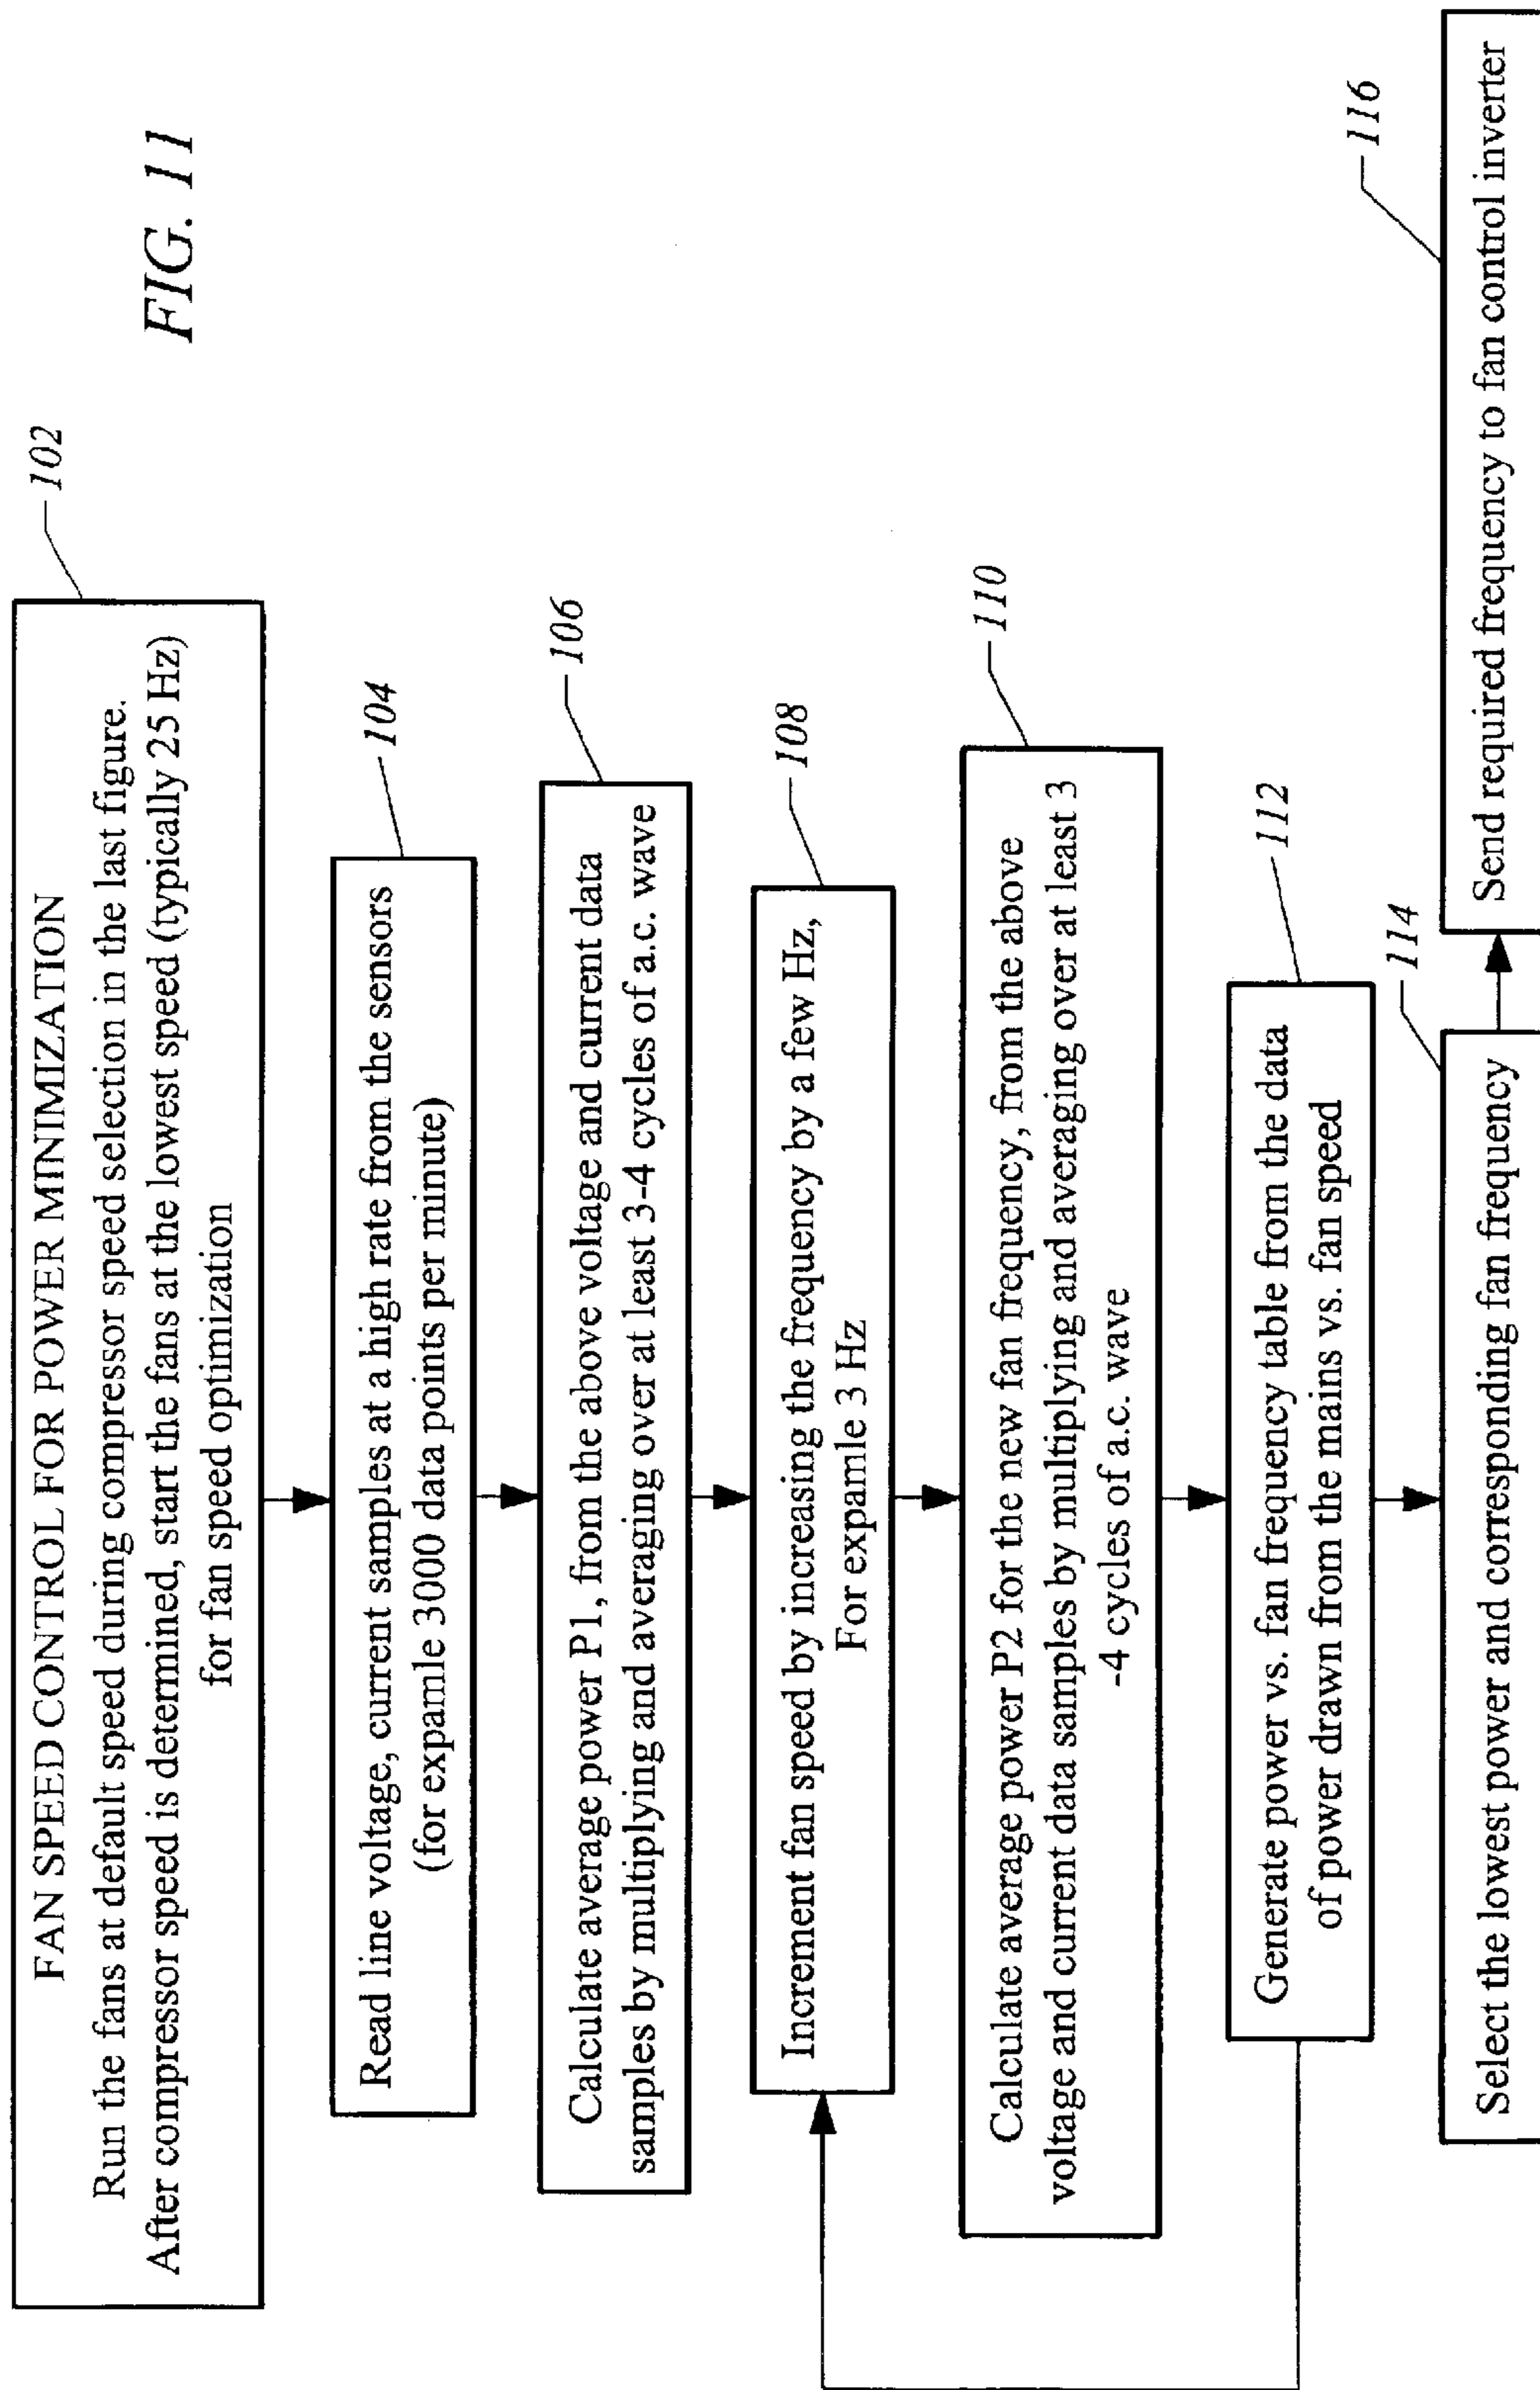 FIG. 11
FAN SPEED CONTROL FOR POWER MINIMIZATION
Run the fans at default speed during compressor speed selection in the last figure.
After compressor speed is determined, start the fans at the lowest speed (typically 25 Hz)
for fan speed optimization
102
Read line voltage, current samples at a high rate from the sensors
(for expamle 3000 data points per minute)
104
Calculate average power P1, from the above voltage and current data
samples by multiplying and averaging over at least 3-4 cycles of a.c. wave
106
Increment fan speed by increasing the frequency by a few Hz,
For expamle 3 Hz
108
Calculate average power P2 for the new fan frequency, from the above
voltage and current data samples by multiplying and averaging over at least 3
-4 cycles of a.c. wave
110
Generate power vs. fan frequency table from the data
of power drawn from the mains vs. fan speed
112
Select the lowest power and corresponding fan frequency
114
Send required frequency to fan control inverter
116